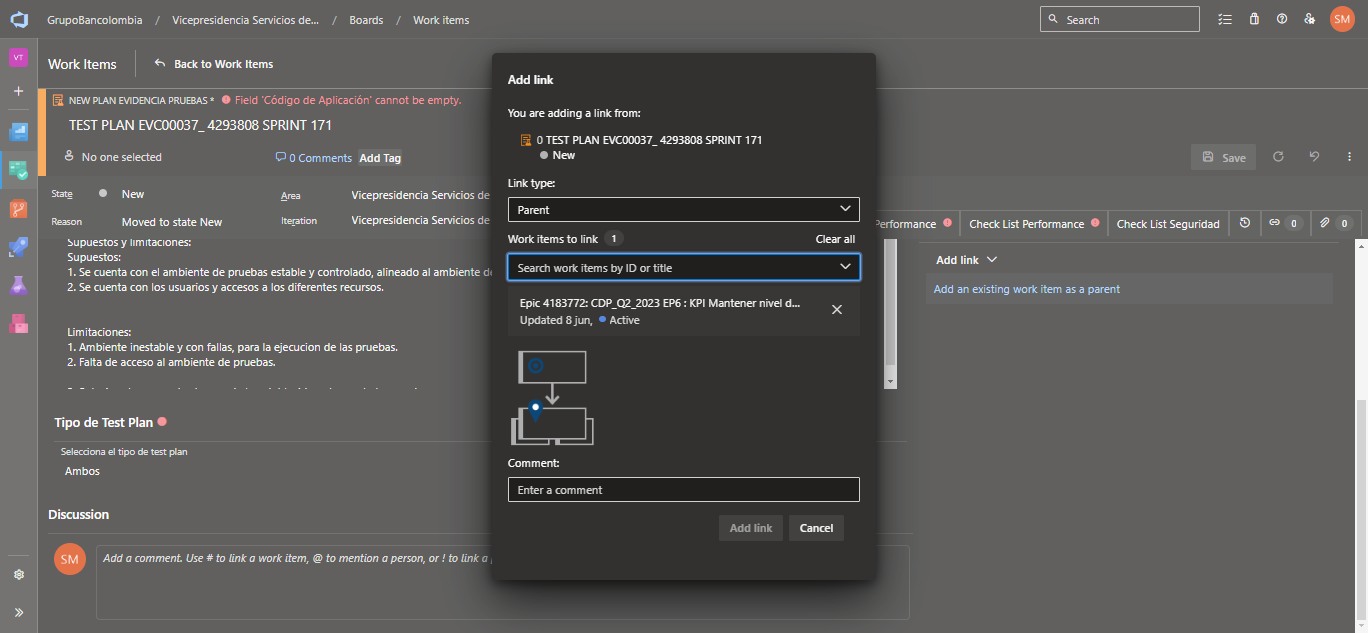 GrupoBancolombia / Vicepresidencia Servicios de... / Boards / Work items
Search
SM
VT
Work Items
Back to Work Items
NEW PLAN EVIDENCIA PRUEBAS * Field 'Código de Aplicación' cannot be empty.
TEST PLAN EVC00037_ 4293808 SPRINT 171
No one selected
0 Comments
Add Tag
Save
State
New
Area
Vicepresidencia Servicios de
Reason
Moved to state New
Iteration
Vicepresidencia Servicios de
Performance
Check List Performance
Check List Seguridad
0
0
Supuestos y limitaciones:
Supuestos:
1. Se cuenta con el ambiente de pruebas estable y controlado, alineado al ambiente de
2. Se cuenta con los usuarios y accesos a los diferentes recursos.
Limitaciones:
1. Ambiente inestable y con fallas, para la ejecucion de las pruebas.
2. Falta de acceso al ambiente de pruebas.
Tipo de Test Plan
Selecciona el tipo de test plan
Ambos
Discussion
SM
Add a comment. Use # to link a work item, @ to mention a person, or ! to link a
Add link
You are adding a link from:
0 TEST PLAN EVC00037_ 4293808 SPRINT 171
New
Link type:
Parent
Work items to link 1
Clear all
Search work items by ID or title
Epic 4183772: CDP_Q2_2023 EP6 : KPI Mantener nivel d...
Updated 8 jun, Active
Comment:
Enter a comment
Add link
Cancel
Add link
Add an existing work item as a parent